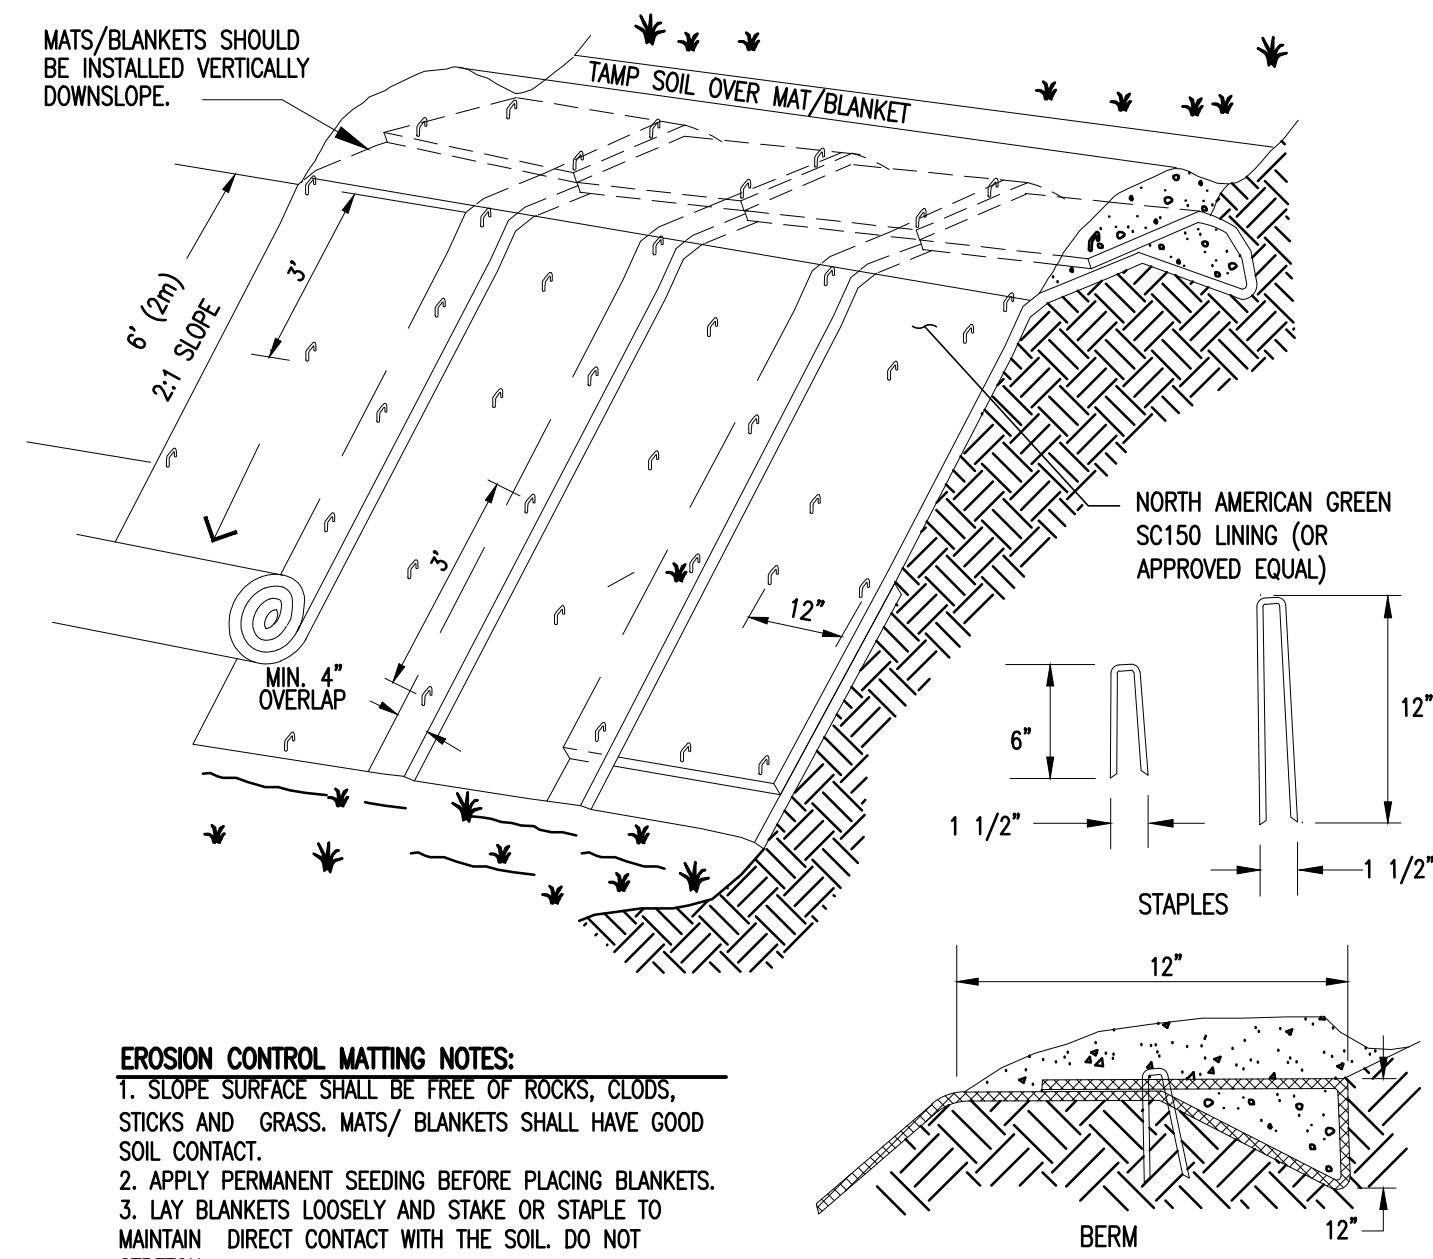 MATS/BLANKETS SHOULD
BE INSTALLED VERTICALLY
DOWNSLOPE.
TAMP SOIL OVER MAT/BLANKET
3'
6' (2m)
2:1 SLOPE
3'
12"
MIN. 4"
OVERLAP
NORTH AMERICAN GREEN
SC150 LINING (OR
APPROVED EQUAL)
6"
1 1/2"
12"
1 1/2"
STAPLES
12"
12"
BERM
EROSION CONTROL MATTING NOTES:
1. SLOPE SURFACE SHALL BE FREE OF ROCKS, CLODS,
STICKS AND GRASS. MATS/ BLANKETS SHALL HAVE GOOD
SOIL CONTACT.
2. APPLY PERMANENT SEEDING BEFORE PLACING BLANKETS.
3. LAY BLANKETS LOOSELY AND STAKE OR STAPLE TO
MAINTAIN DIRECT CONTACT WITH THE SOIL. DO NOT